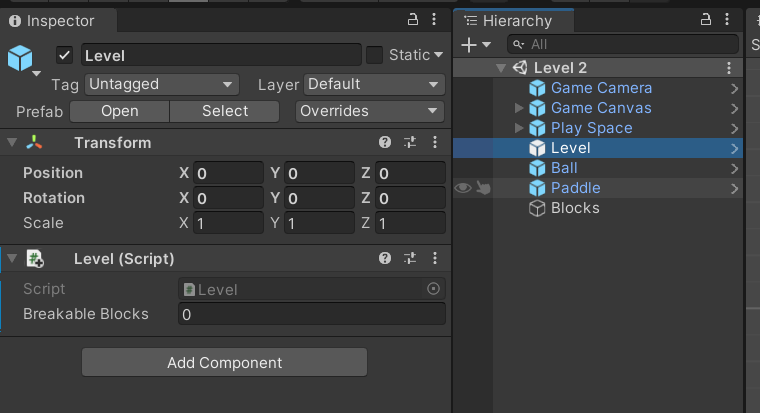 Inspector
Level
Static
Tag Untagged Layer Default
Prefab Open Select Overrides
Transform
Position X 0 Y 0 Z 0
Rotation X 0 Y 0 Z 0
Scale X 1 Y 1 Z 1
Level (Script)
Script Level
Breakable Blocks 0
Add Component
Hierarchy
All
Level 2
Game Camera
Game Canvas
Play Space
Level
Ball
Paddle
Blocks
S